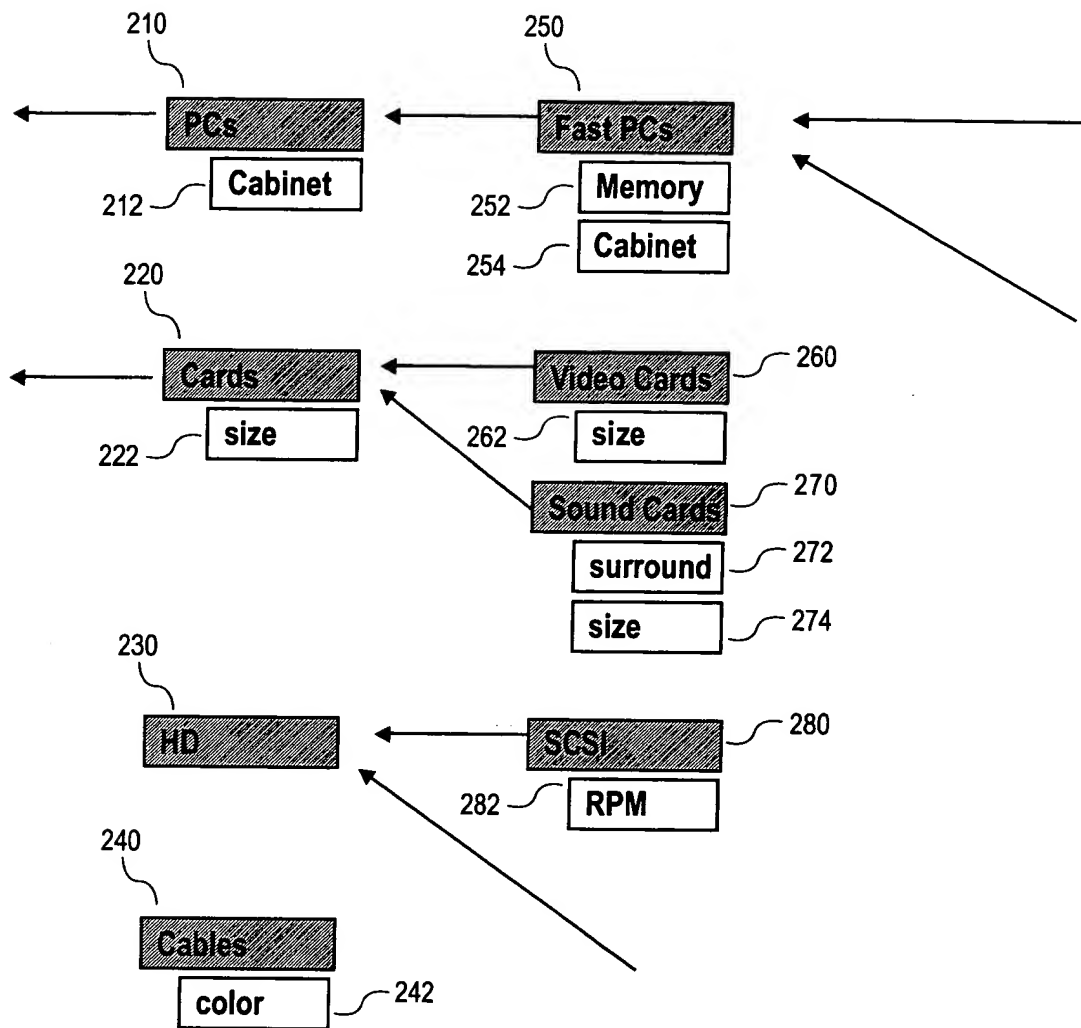 210
250
PCs
Fast PCs
212
Cabinet
252
Memory
254
Cabinet
220
Cards
Video Cards
260
222
size
262
size
Sound Cards
270
surround
272
size
274
230
HD
SCSI
280
282
RPM
240
Cables
color
242